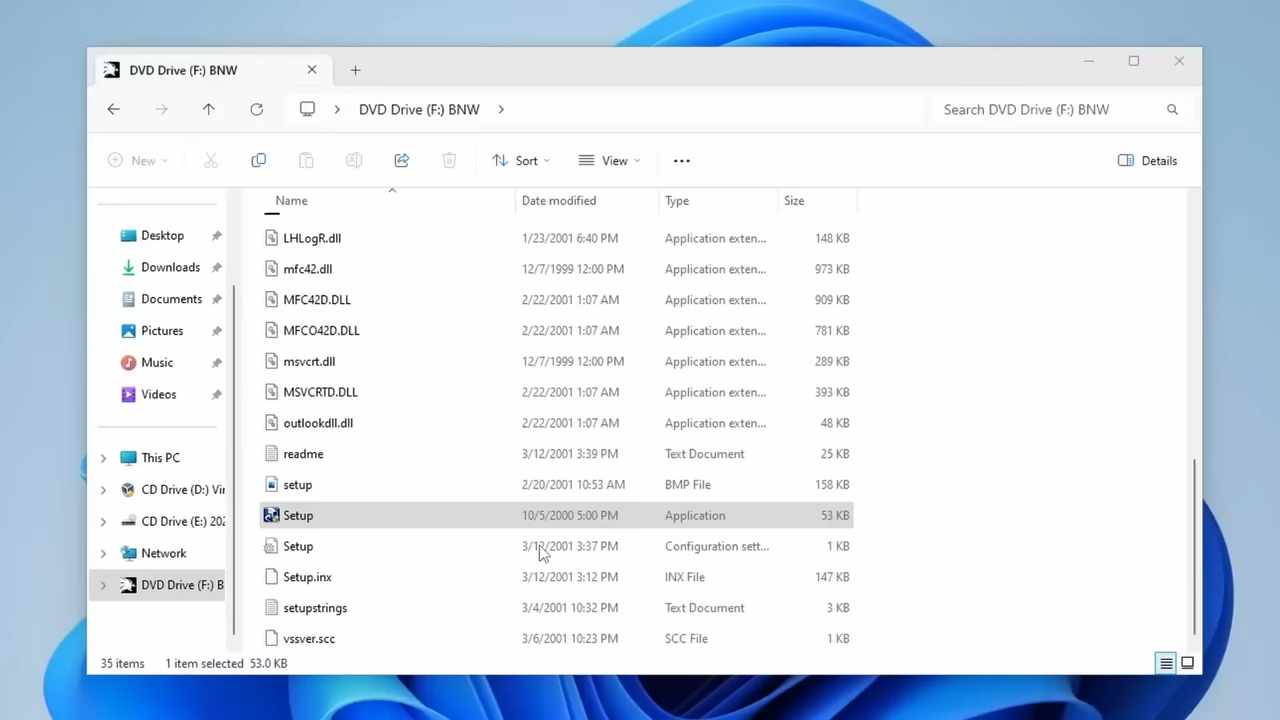 DVD Drive (F:) BNW
DVD Drive (F:) BNW
Search DVD Drive (F:) BNW
New
Sort
View
Details
Name Date modified Type Size
Desktop
Downloads
Documents
Pictures
Music
Videos
This PC
CD Drive (D:) Vir
CD Drive (E:) 202
Network
DVD Drive (F:) B
LHLogR.dll 1/23/2001 6:40 PM Application exten... 148 KB
mfc42.dll 12/7/1999 12:00 PM Application exten... 973 KB
MFC42D.DLL 2/22/2001 1:07 AM Application exten... 909 KB
MFCO42D.DLL 2/22/2001 1:07 AM Application exten... 781 KB
msvcrt.dll 12/7/1999 12:00 PM Application exten... 289 KB
MSVCRTD.DLL 2/22/2001 1:07 AM Application exten... 393 KB
outlookdll.dll 2/22/2001 1:07 AM Application exten... 48 KB
readme 3/12/2001 3:39 PM Text Document 25 KB
setup 2/20/2001 10:53 AM BMP File 158 KB
Setup 10/5/2000 5:00 PM Application 53 KB
Setup 3/12/2001 3:37 PM Configuration sett... 1 KB
Setup.inx 3/12/2001 3:12 PM INX File 147 KB
setupstrings 3/4/2001 10:32 PM Text Document 3 KB
vssver.scc 3/6/2001 10:23 PM SCC File 1 KB
35 items 1 item selected 53.0 KB